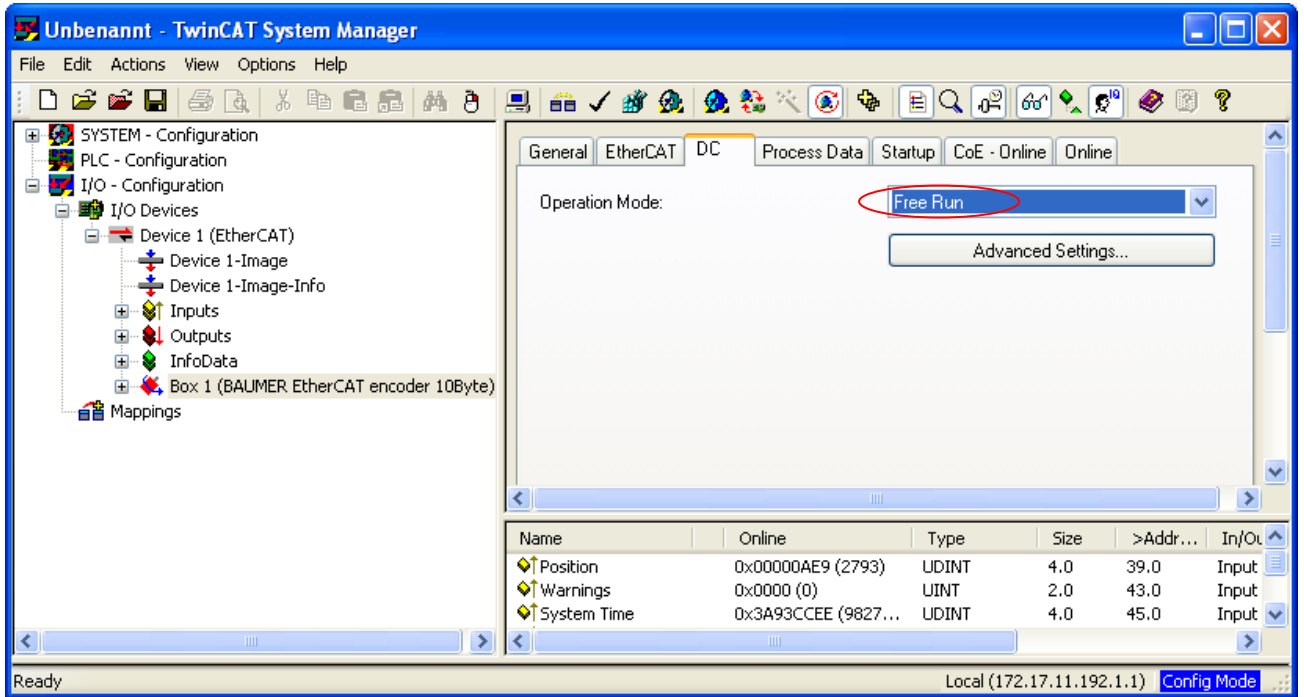 Unbenannt - TwinCAT System Manager
File Edit Actions View Options Help
SYSTEM - Configuration
PLC - Configuration
I/O - Configuration
I/O Devices
Device 1 (EtherCAT)
Device 1-Image
Device 1-Image-Info
Inputs
Outputs
InfoData
Box 1 (BAUMER EtherCAT encoder 10Byte)
Mappings
General EtherCAT DC Process Data Startup CoE - Online Online
Operation Mode: Free Run
Advanced Settings...
Name Online Type Size >Addr... In/Ou
Position 0x00000AE9 (2793) UDINT 4.0 39.0 Input
Warnings 0x0000 (0) UINT 2.0 43.0 Input
System Time 0x3A93CCEE (9827... UDINT 4.0 45.0 Input
Ready Local (172.17.11.192.1.1) Config Mode